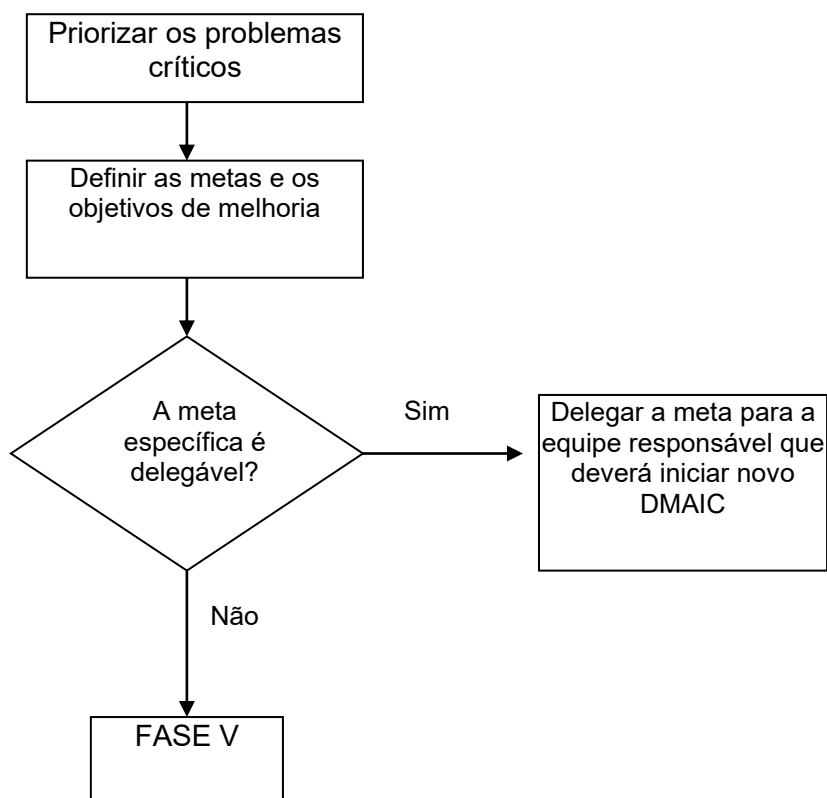 Priorizar os problemas
críticos
Definir as metas e os
objetivos de melhoria
A meta
específica é
delegável?
Sim
Delegar a meta para a
equipe responsável que
deverá iniciar novo
DMAIC
Não
FASE V